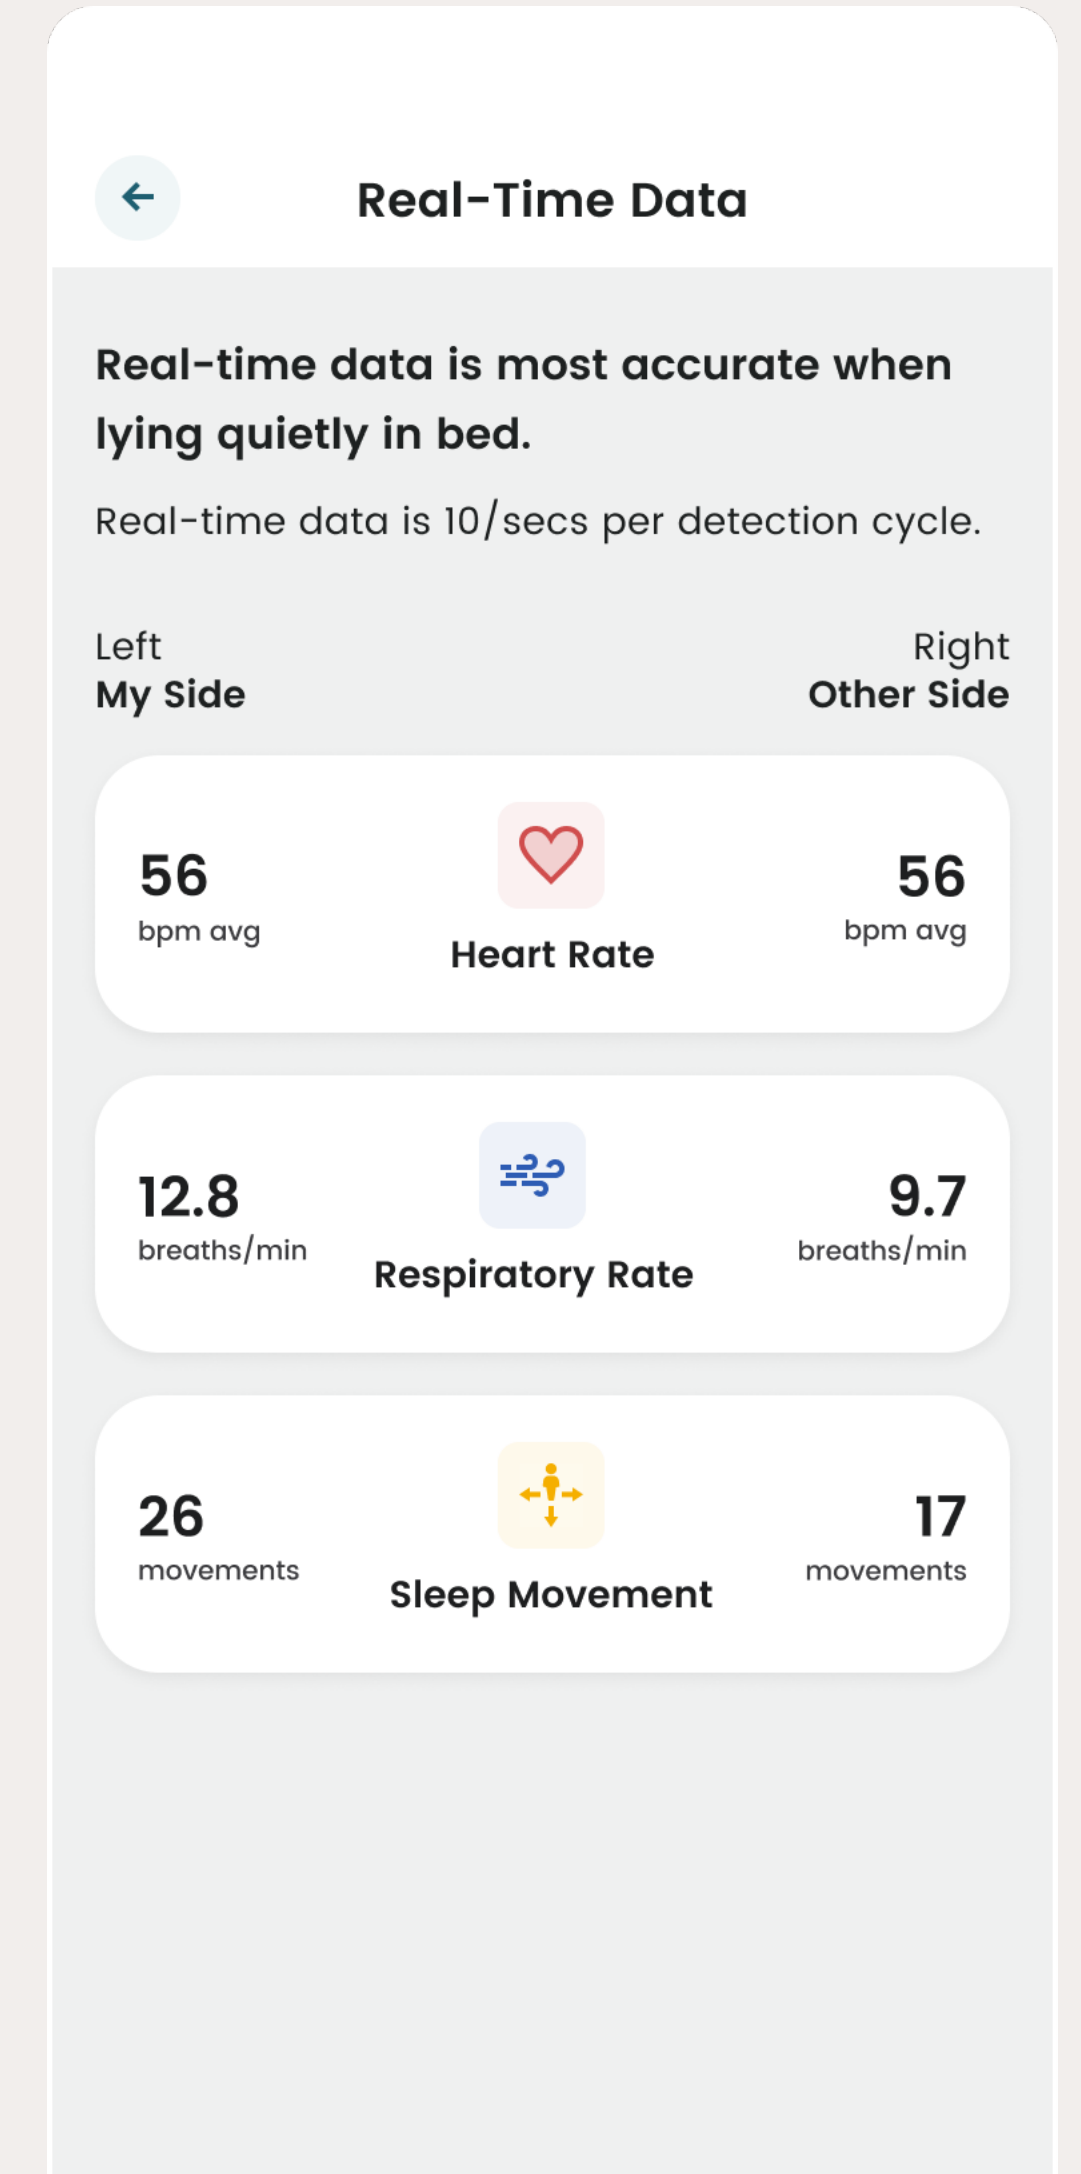 Real-Time Data
Real-time data is most accurate when
lying quietly in bed.
Real-time data is 10/secs per detection cycle.
Left
My Side
Right
Other Side
56
bpm avg
Heart Rate
56
bpm avg
12.8
breaths/min
Respiratory Rate
9.7
breaths/min
26
movements
Sleep Movement
17
movements